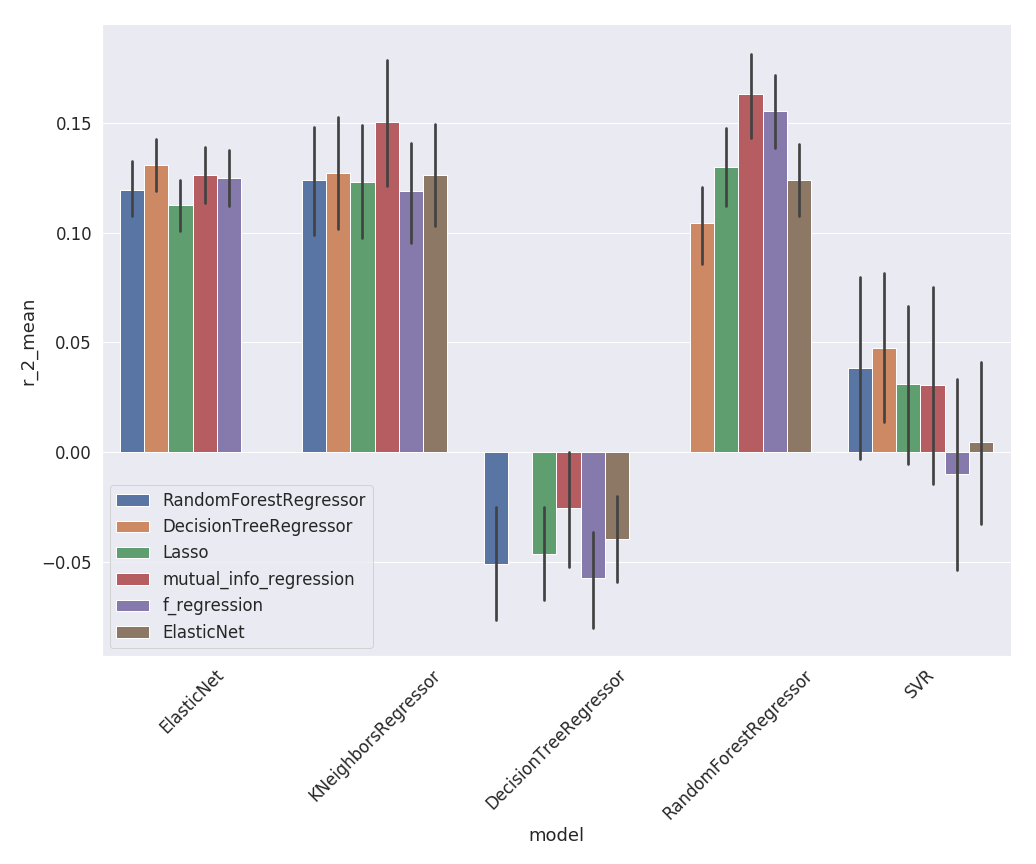 0.15
0.10
0.05
0.00
−0.05
r_2_mean
RandomForestRegressor
DecisionTreeRegressor
Lasso
mutual_info_regression
f_regression
ElasticNet
ElasticNet
KNeighborsRegressor
DecisionTreeRegressor
RandomForestRegressor
SVR
model